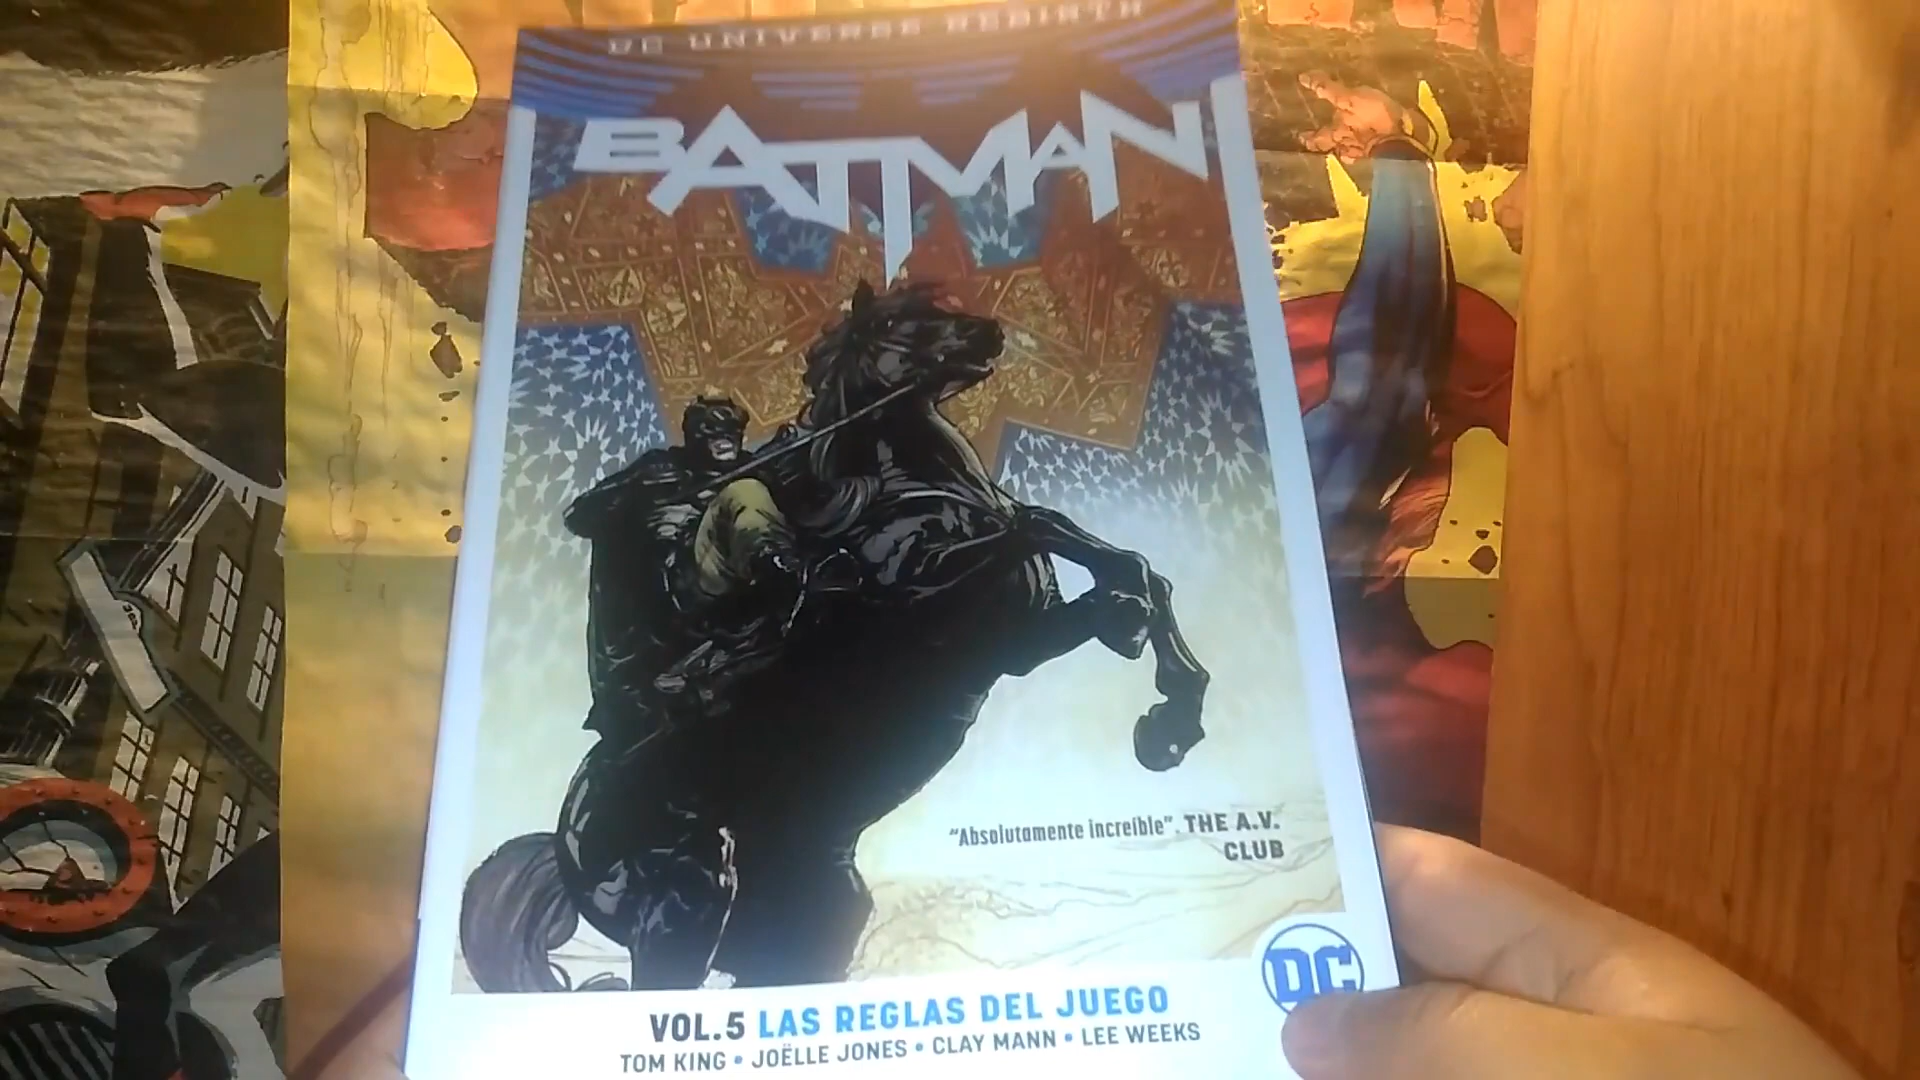 DC UNIVERSE REBIRTH
BATMAN
“Absolutamente increíble”. THE A.V.
CLUB
DC
VOL.5 LAS REGLAS DEL JUEGO
TOM KING • JOËLLE JONES • CLAY MANN • LEE WEEKS